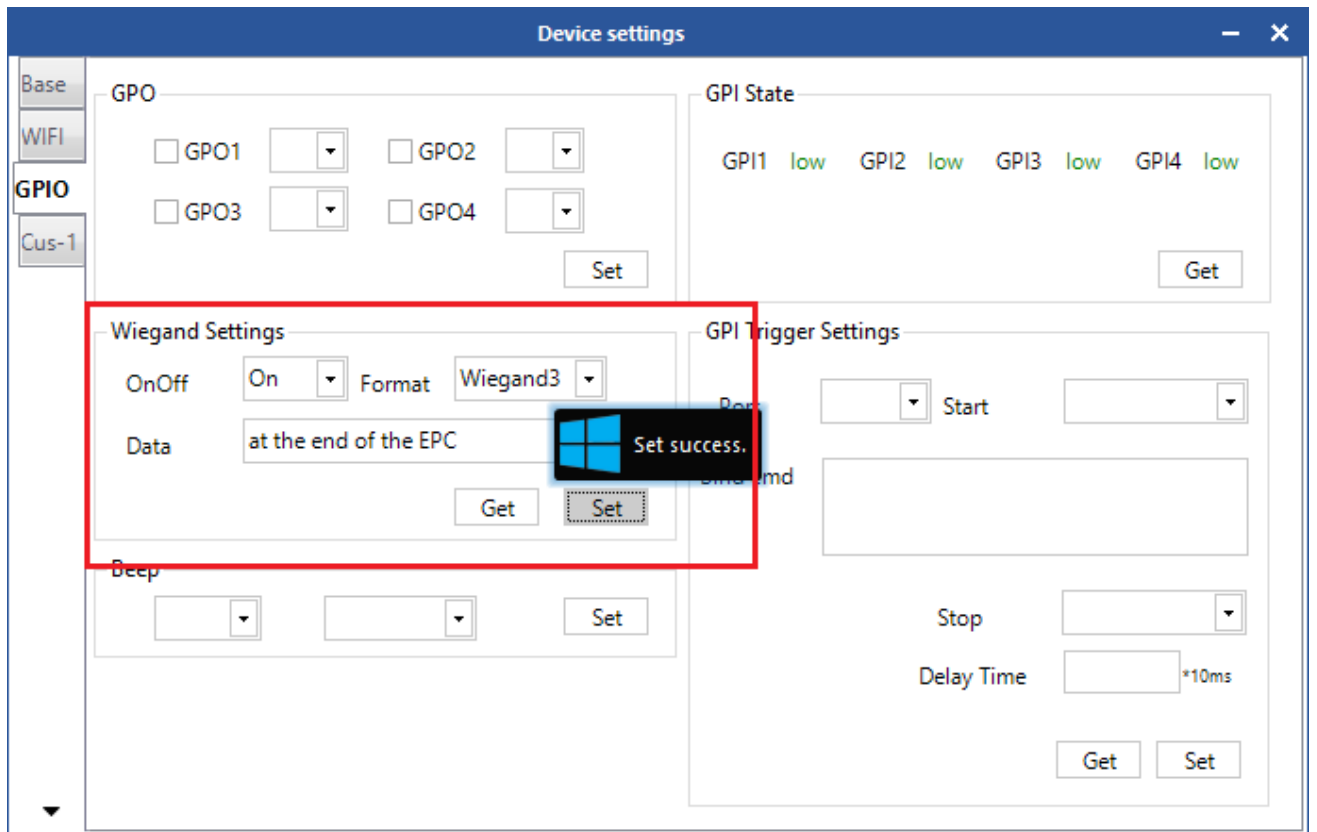 Device settings
Base
WIFI
GPIO
Cus-1
GPO
GPO1
GPO2
GPO3
GPO4
Set
GPI State
GPI1 low GPI2 low GPI3 low GPI4 low
Get
Wiegand Settings
OnOff On Format Wiegand3
Data at the end of the EPC
Get Set
Set success.
Beep
Set
GPI Trigger Settings
Start
Stop
Delay Time *10ms
Get Set